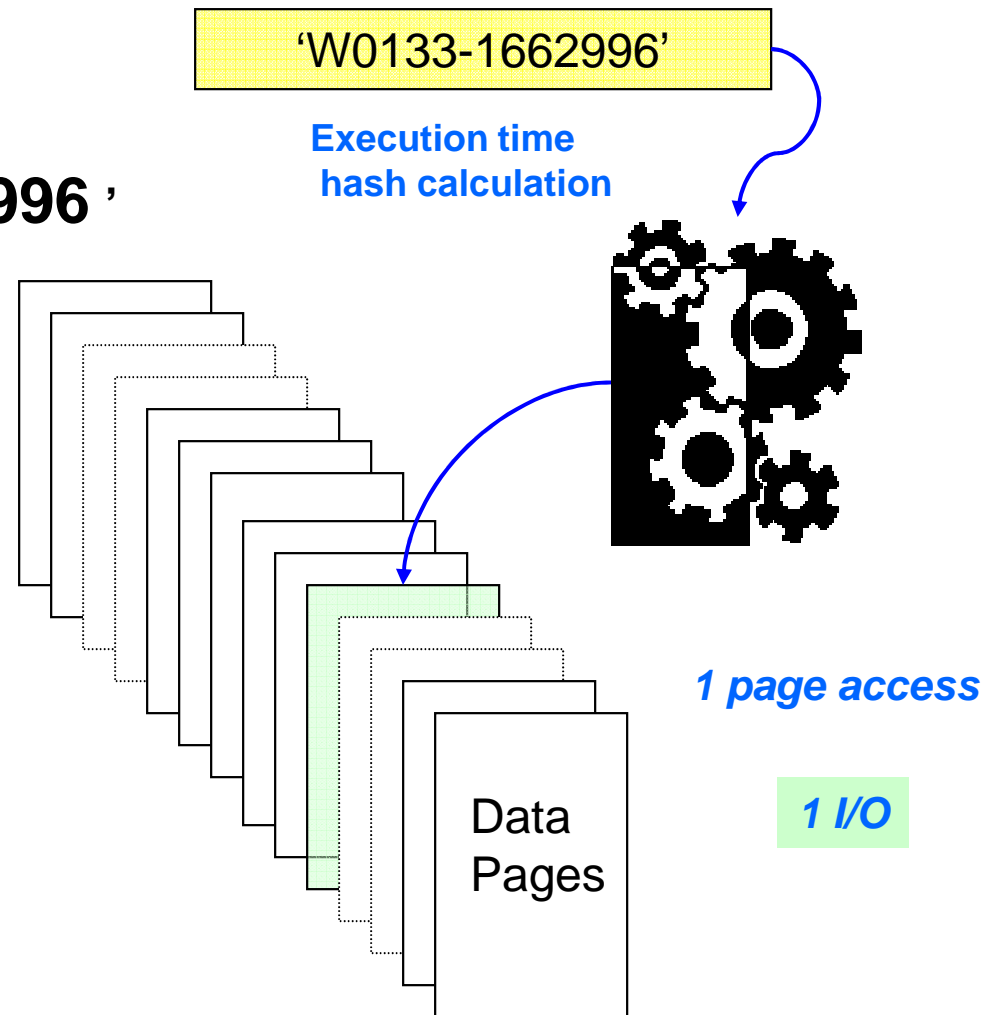 ‘W0133-1662996’
Execution time
hash calculation
996 ’
1 page access
1 I/O
Data
Pages